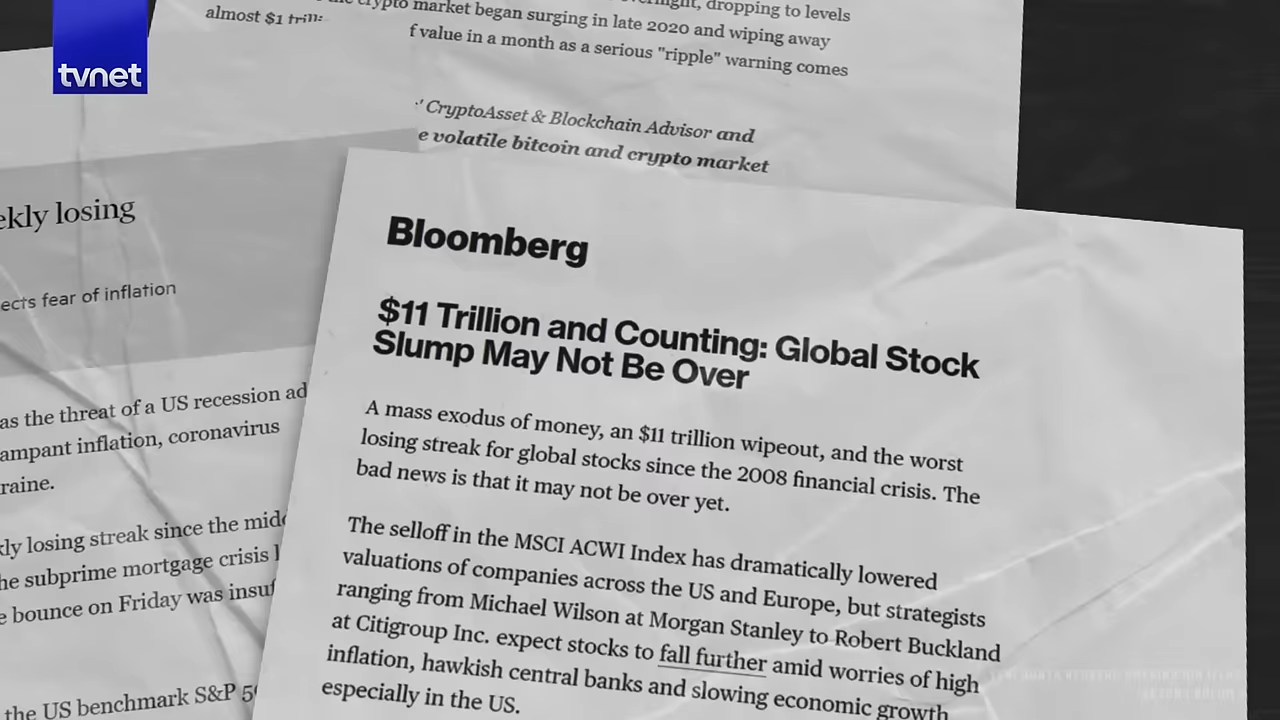 tvnet
crypto market began surging in late 2020 and wiping away
dropping to levels
almost $1
f value in a month as a serious "ripple" warning comes
CryptoAsset & Blockchain Advisor and
e volatile bitcoin and crypto market
ekly losing
ects fear of inflation
as the threat of a US recession ad
ampant inflation, coronavirus
raine.
kly losing streak since the mid
he subprime mortgage crisis
e bounce on Friday was insuf
the US benchmark S&P 5
Bloomberg
$11 Trillion and Counting: Global Stock
Slump May Not Be Over
A mass exodus of money, an $11 trillion wipeout, and the worst
losing streak for global stocks since the 2008 financial crisis. The
bad news is that it may not be over yet.
The selloff in the MSCI ACWI Index has dramatically lowered
valuations of companies across the US and Europe, but strategists
ranging from Michael Wilson at Morgan Stanley to Robert Buckland
at Citigroup Inc. expect stocks to fall further amid worries of high
inflation, hawkish central banks and slowing economic growth
especially in the US.